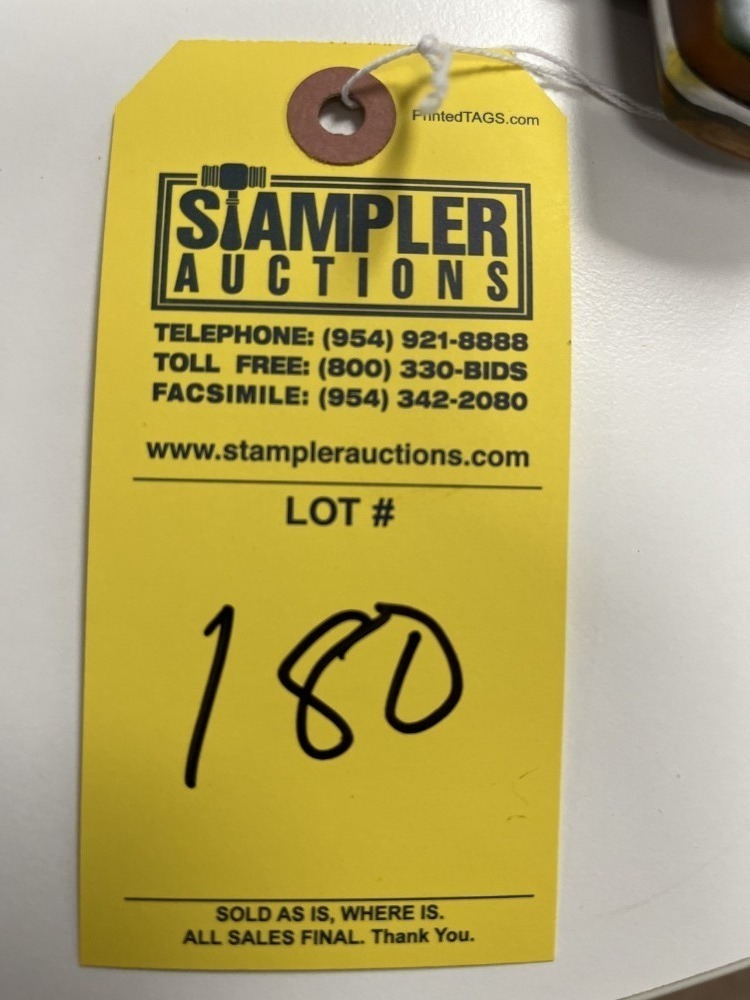 PrintedTAGS.com
STAMPLER
AUCTIONS
TELEPHONE: (954) 921-8888
TOLL FREE: (800) 330-BIDS
FACSIMILE: (954) 342-2080
www.stamplerauctions.com
LOT #
180
SOLD AS IS, WHERE IS.
ALL SALES FINAL. Thank You.